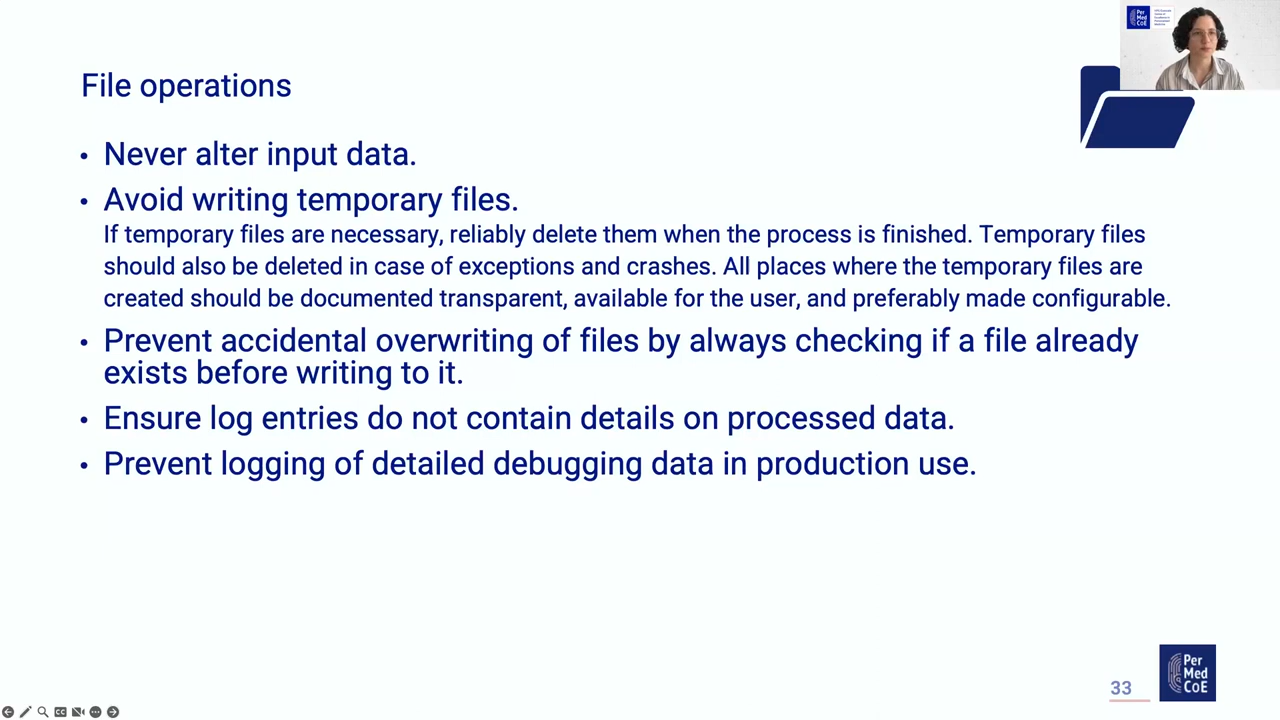 Per
Med
CoE
File operations
• Never alter input data.
• Avoid writing temporary files.
If temporary files are necessary, reliably delete them when the process is finished. Temporary files
should also be deleted in case of exceptions and crashes. All places where the temporary files are
created should be documented transparent, available for the user, and preferably made configurable.
• Prevent accidental overwriting of files by always checking if a file already
exists before writing to it.
• Ensure log entries do not contain details on processed data.
• Prevent logging of detailed debugging data in production use.
33
Per
Med
CoE
CC